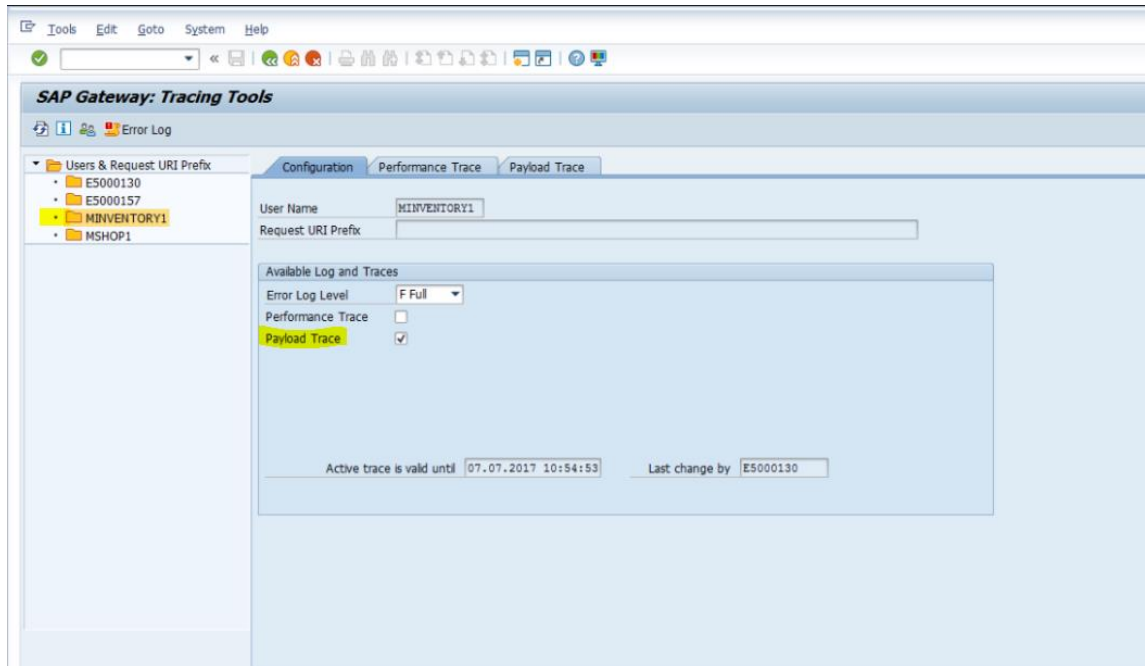 Tools Edit Goto System Help
SAP Gateway: Tracing Tools
Error Log
Users & Request URI Prefix
E5000130
E5000157
MINVENTORY1
MSHOP1
Configuration Performance Trace Payload Trace
User Name MINVENTORY1
Request URI Prefix
Available Log and Traces
Error Log Level F Full
Performance Trace
Payload Trace
Active trace is valid until 07.07.2017 10:54:53 Last change by E5000130